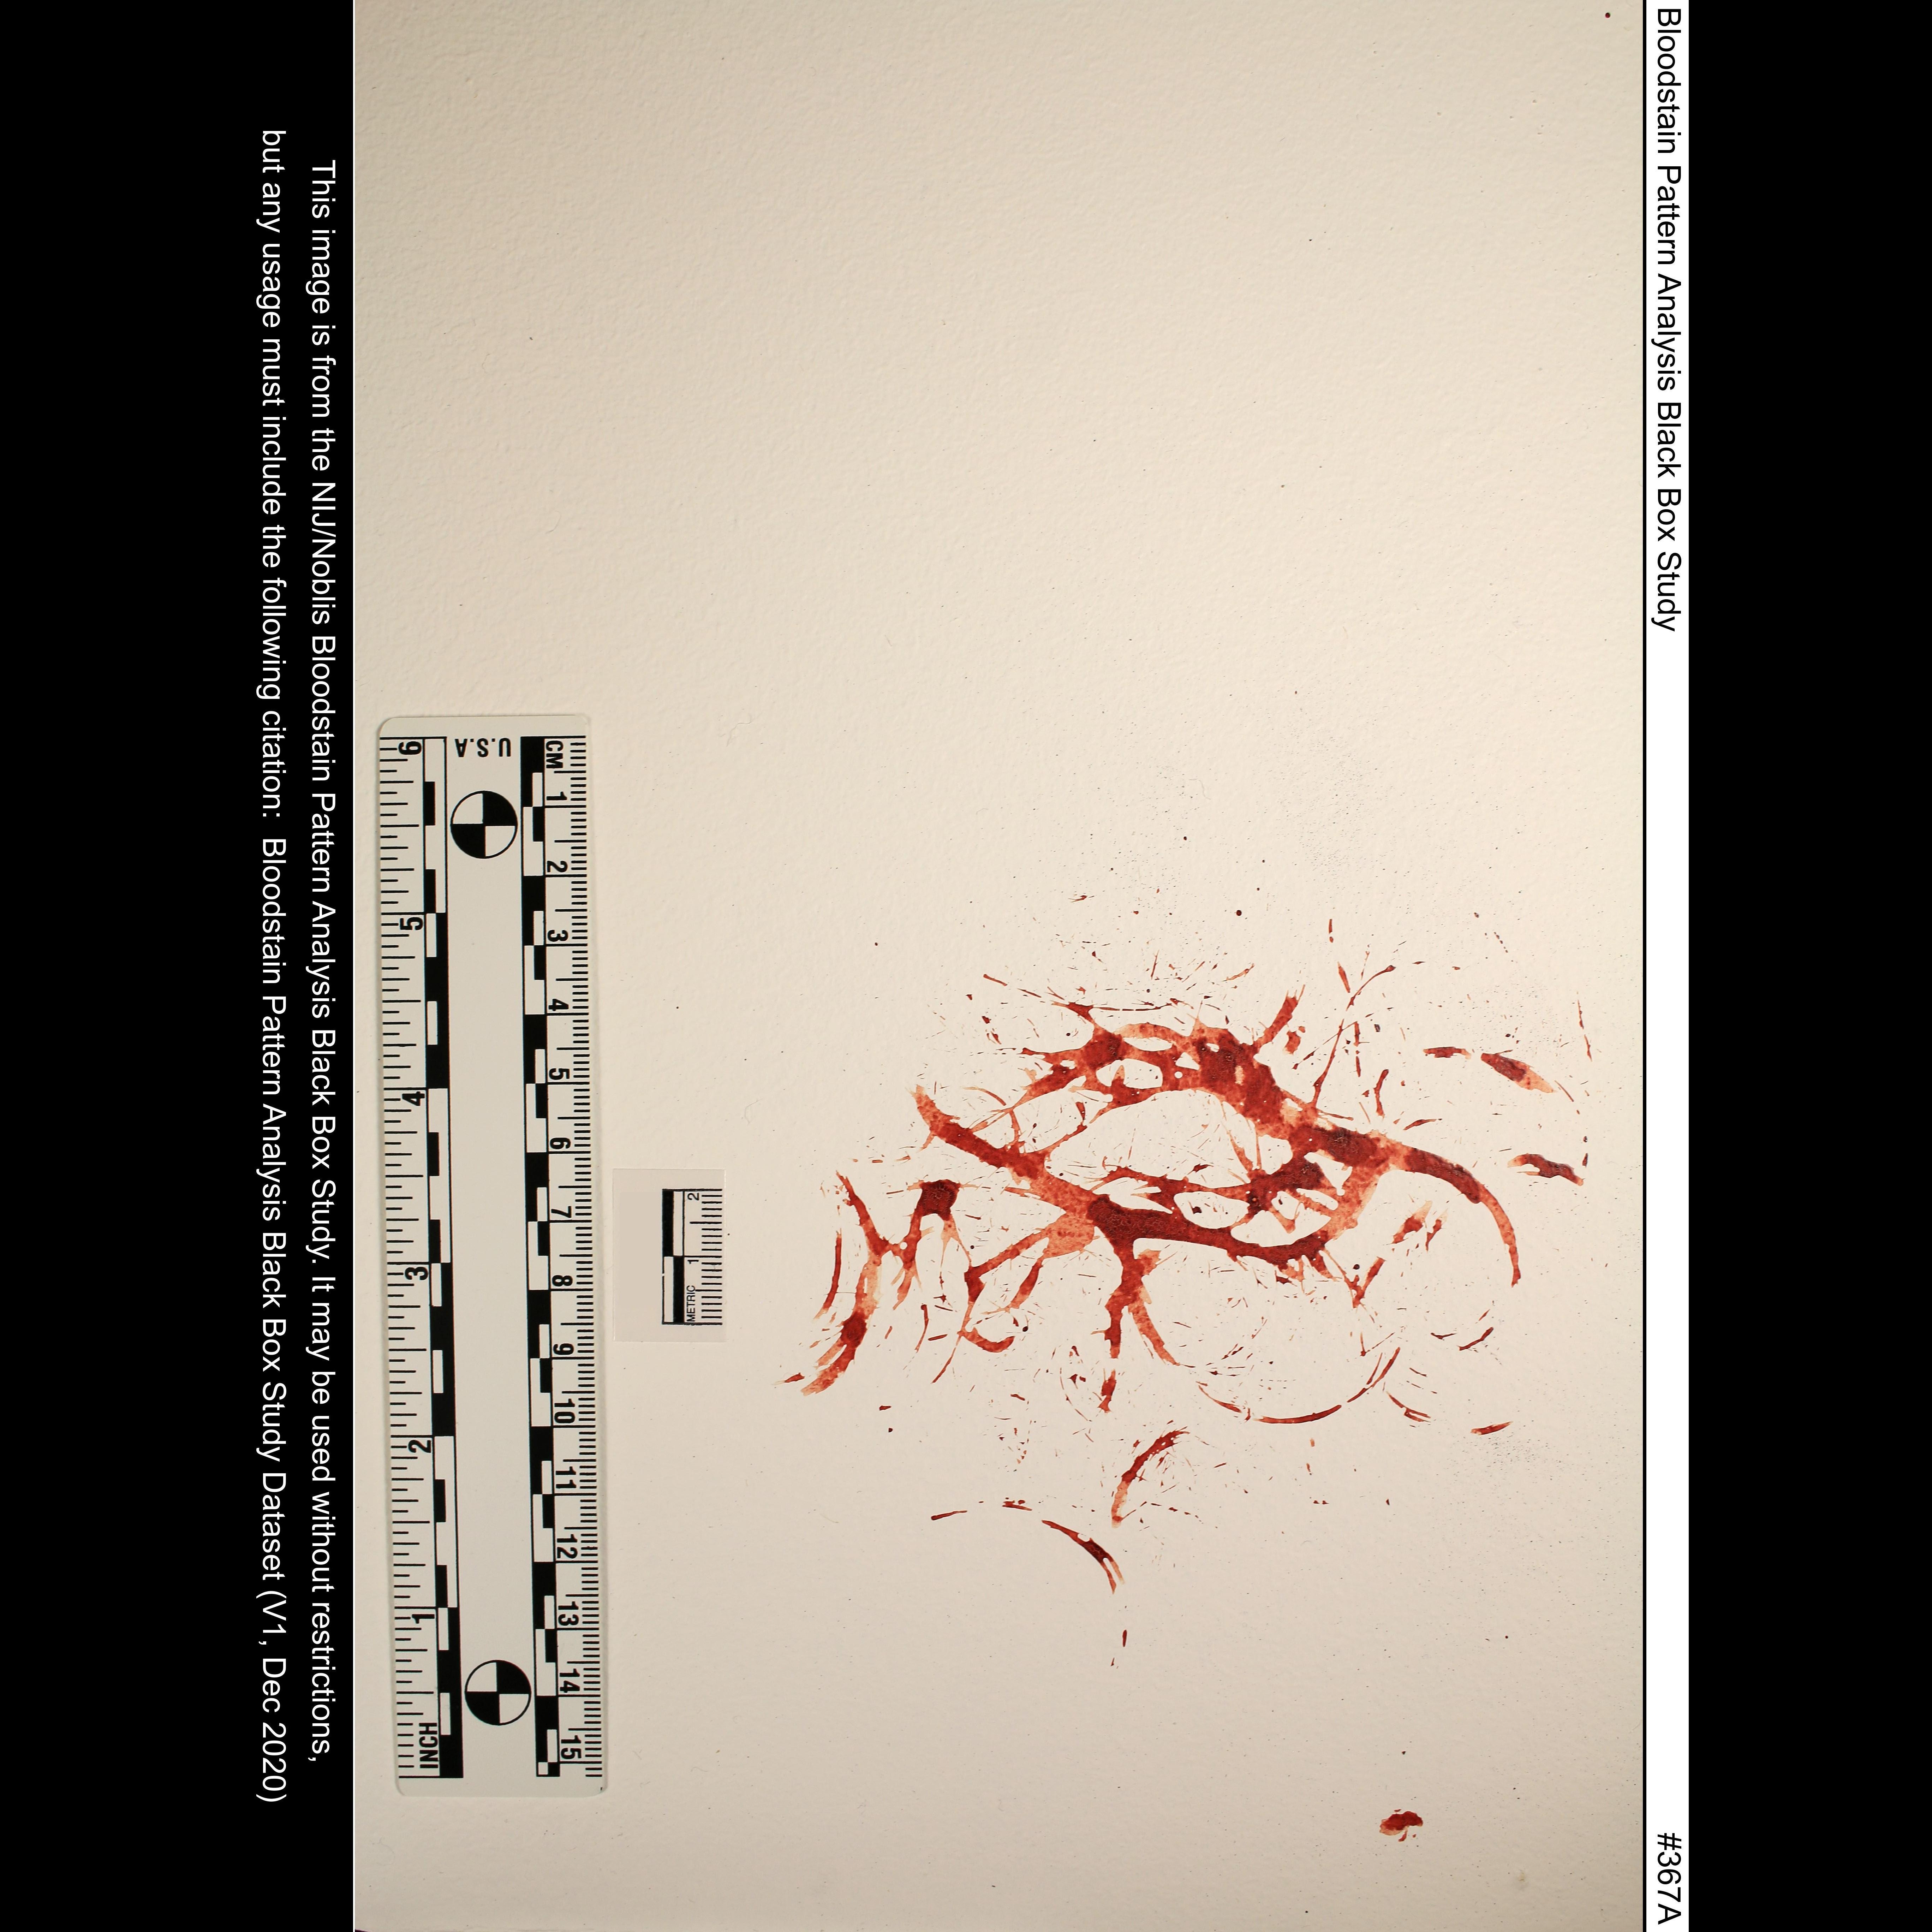 Bloodstain Pattern Analysis Black Box Study #367A
CM 1 2 3 4 5 6 7 8 9 10 11 12 13 14 15
U.S.A
6 5 4 3 2 1 INCH
2 1 METRIC
This image is from the NIJ/Noblis Bloodstain Pattern Analysis Black Box Study. It may be used without restrictions,
but any usage must include the following citation: Bloodstain Pattern Analysis Black Box Study Dataset (V1, Dec 2020)